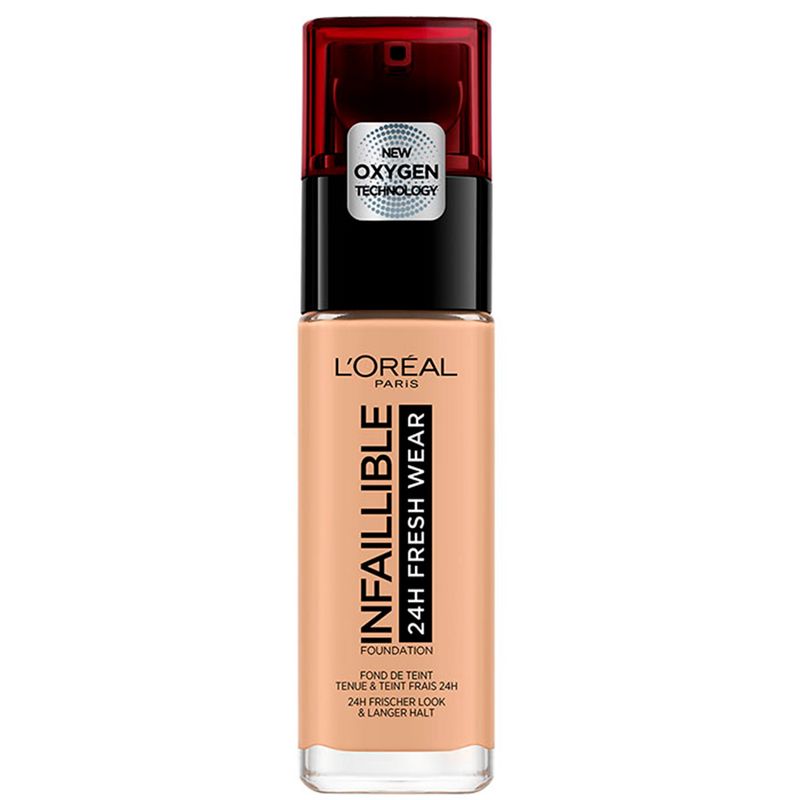 NEW
OXYGEN
TECHNOLOGY
L'ORÉAL
PARIS
INFAILLIBLE
24H FRESH WEAR
FOUNDATION
FOND DE TEINT
TENUE & TEINT FRAIS 24H
24H FRISCHER LOOK
& LANGER HALT